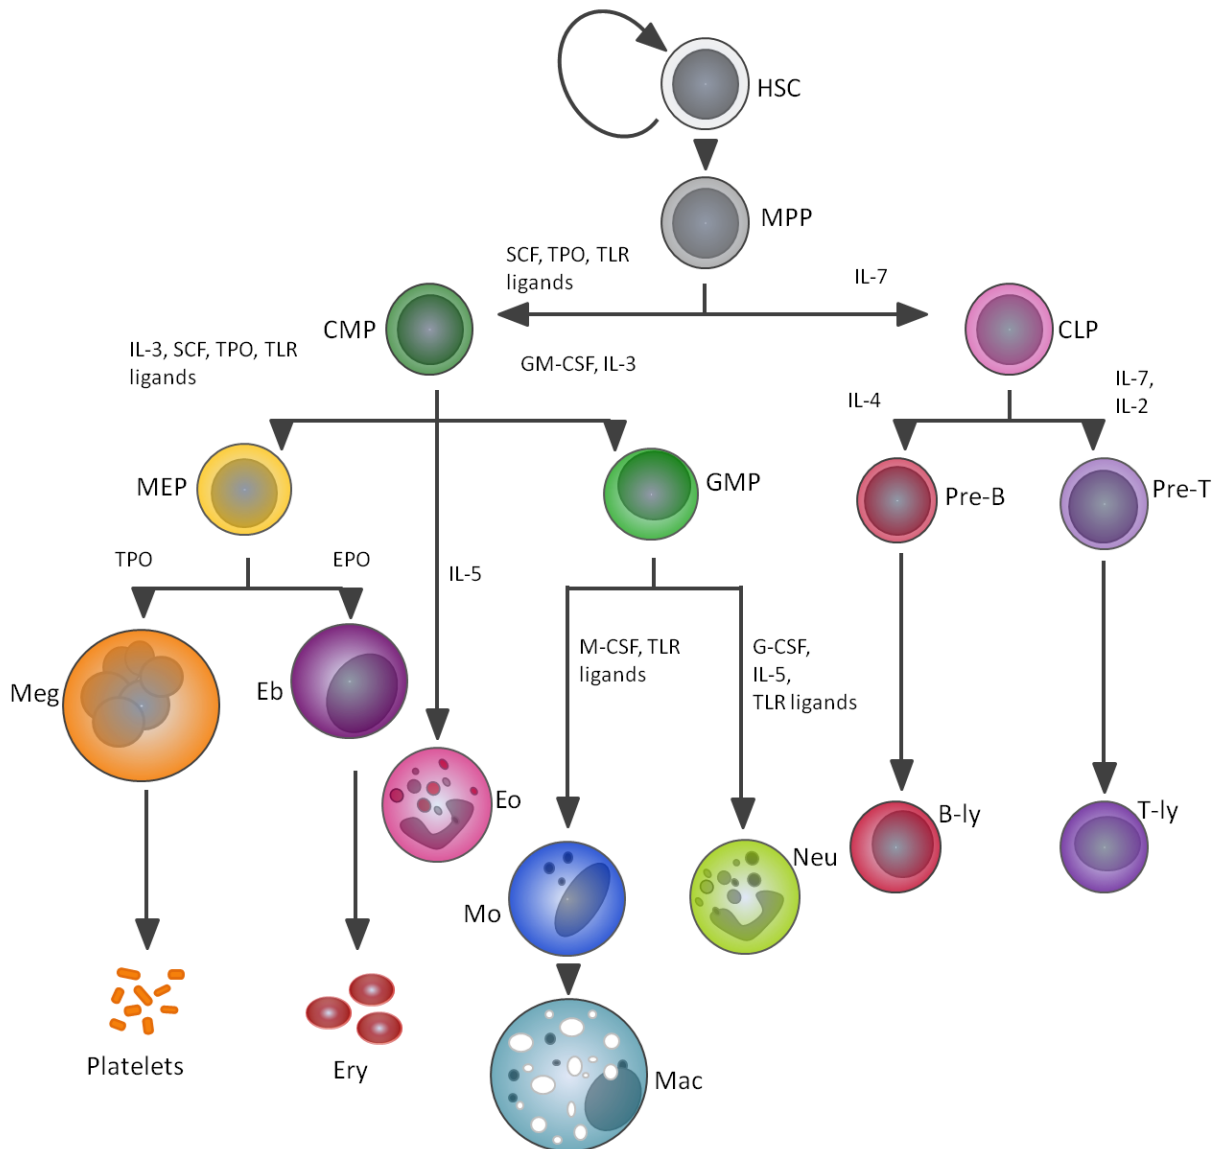 HSC
MPP
SCF, TPO, TLR
ligands
IL-7
CMP
CLP
IL-3, SCF, TPO, TLR
ligands
GM-CSF, IL-3
IL-4
IL-7,
IL-2
MEP
GMP
Pre-B
Pre-T
TPO
EPO
IL-5
M-CSF, TLR
ligands
G-CSF,
IL-5,
TLR ligands
Meg
Eb
Eo
B-ly
T-ly
Mo
Neu
Platelets
Ery
Mac